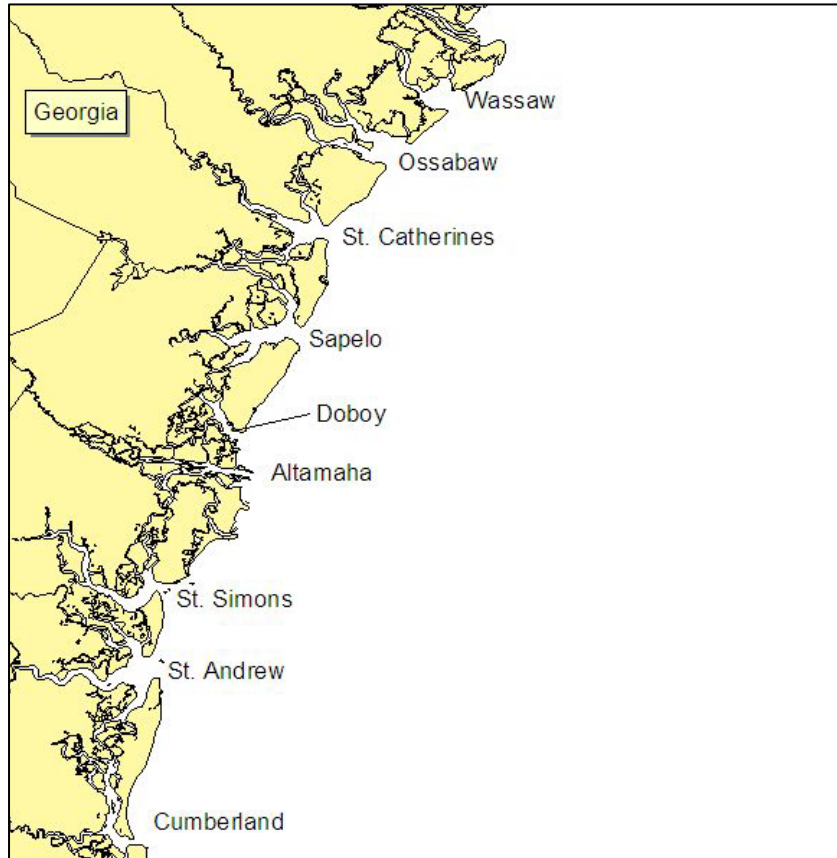 Georgia
Wassaw
Ossabaw
St. Catherines
Sapelo
Doboy
Altamaha
St. Simons
St. Andrew
Cumberland